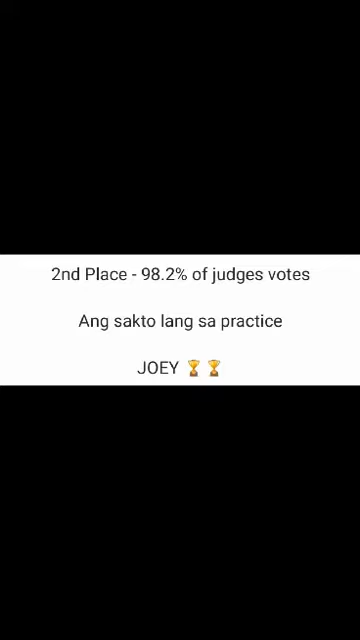 2nd Place - 98.2% of judges votes
Ang sakto lang sa practice
JOEY 🏆🏆